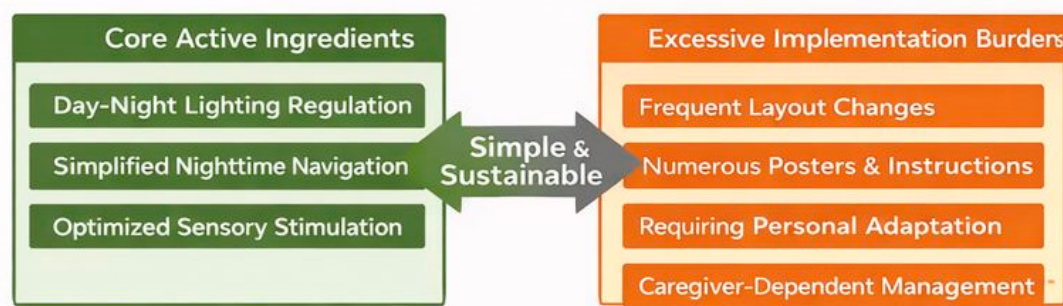 Core Active Ingredients
Day-Night Lighting Regulation
Simplified Nighttime Navigation
Optimized Sensory Stimulation
Simple &
Sustainable
Excessive Implementation Burdens
Frequent Layout Changes
Numerous Posters & Instructions
Requiring Personal Adaptation
Caregiver-Dependent Management